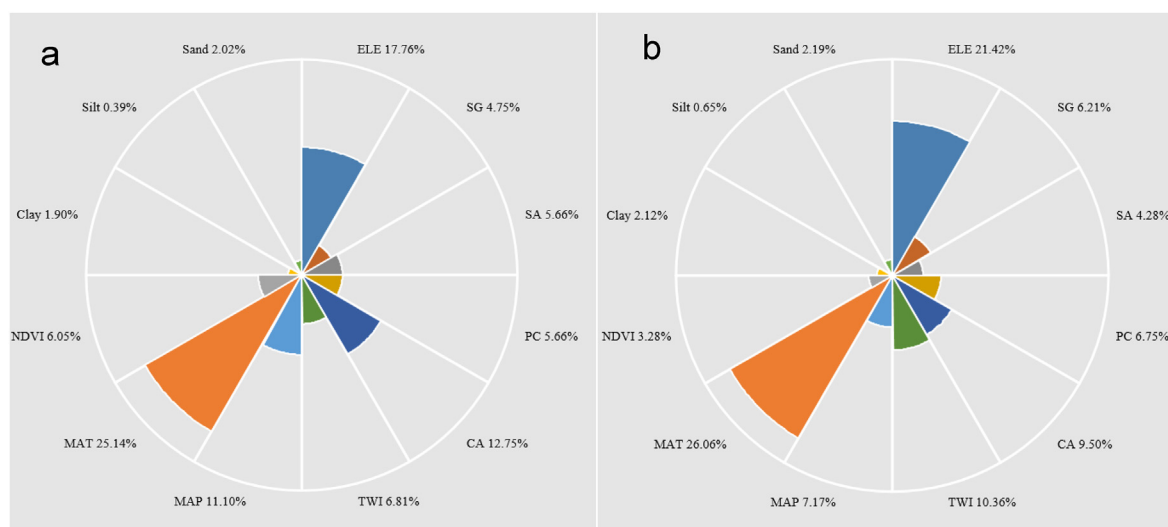 a
Sand 2.02%
ELE 17.76%
Silt 0.39%
SG 4.75%
Clay 1.90%
SA 5.66%
NDVI 6.05%
PC 5.66%
MAT 25.14%
CA 12.75%
MAP 11.10%
TWI 6.81%
b
Sand 2.19%
ELE 21.42%
Silt 0.65%
SG 6.21%
Clay 2.12%
SA 4.28%
NDVI 3.28%
PC 6.75%
MAT 26.06%
CA 9.50%
MAP 7.17%
TWI 10.36%